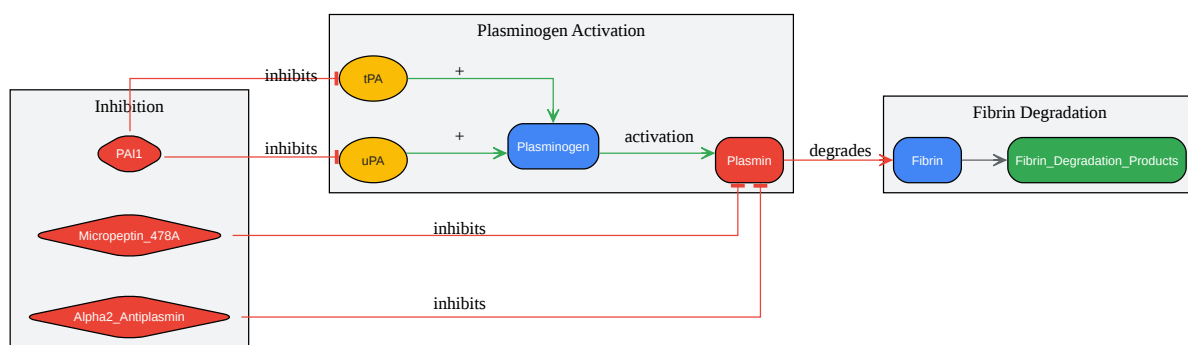 Plasminogen Activation
inhibits
tPA
+
Inhibition
PAI1
inhibits
uPA
+
Plasminogen
activation
Plasmin
degrades
Fibrin Degradation
Fibrin
Fibrin_Degradation_Products
Micropeptin_478A
inhibits
Alpha2_Antiplasmin
inhibits